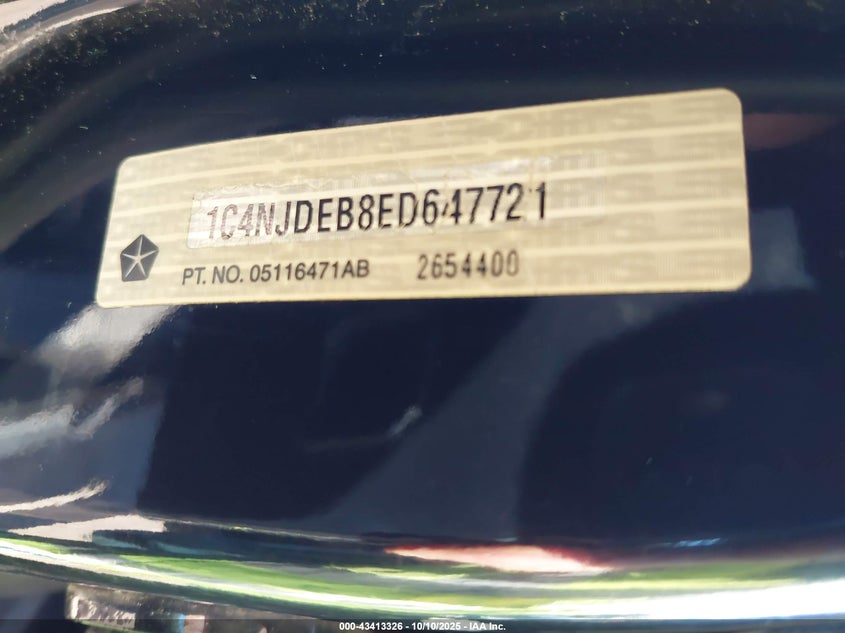 1C4NJDEB8ED647721
PT. NO. 05116471AB 2654400
000-43413326 - 10/10/2025 - IAA Inc.